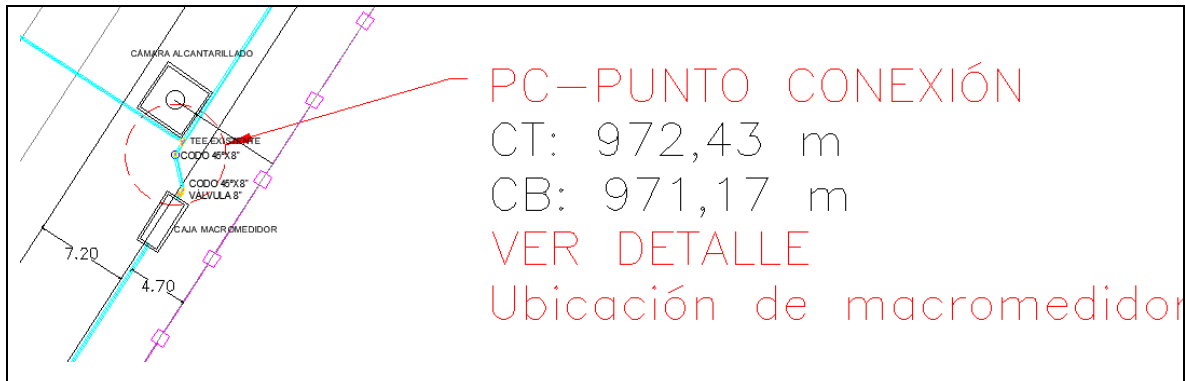 CÁMARA ALCANTARILLADO
TEE EXISTENTE
CODO 45°X8"
CODO 45°X8"
VÁLVULA 8"
CAJA MACROMEDIDOR
7.20
4.70
PC-PUNTO CONEXIÓN
CT: 972,43 m
CB: 971,17 m
VER DETALLE
Ubicación de macromedidor